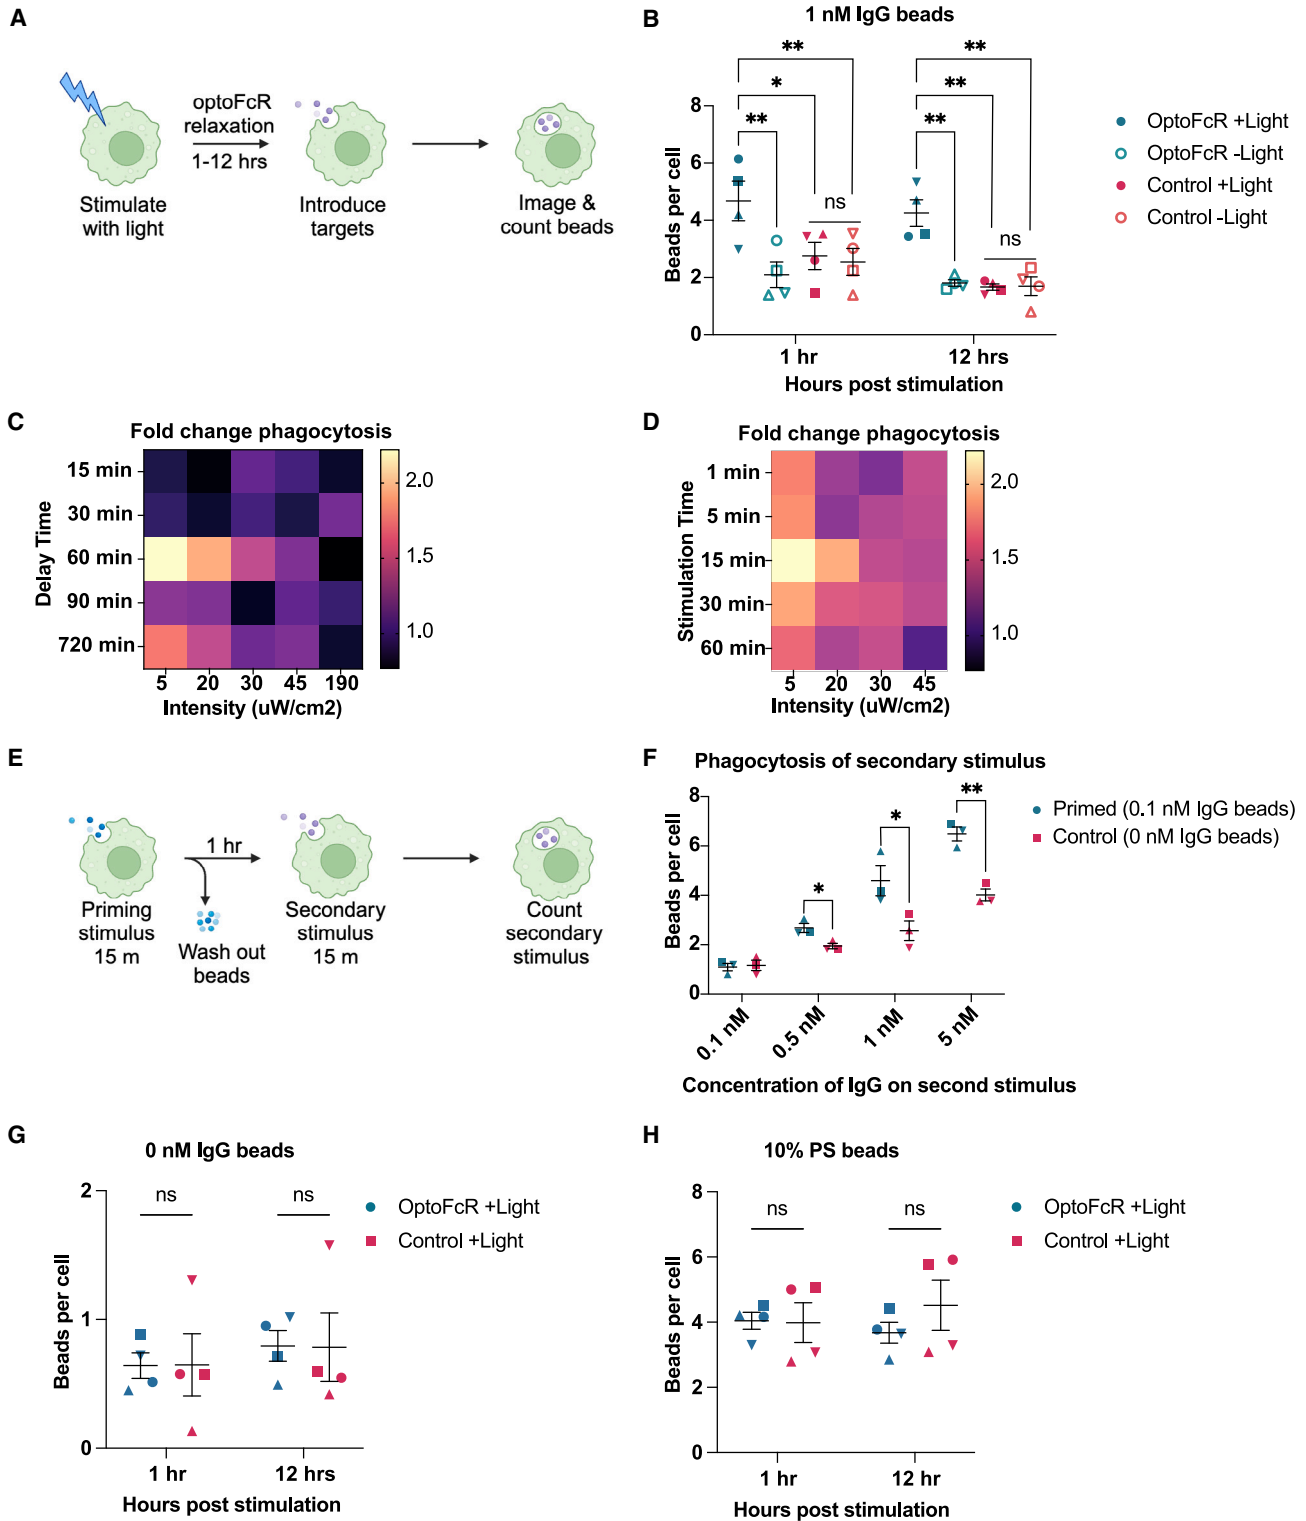 A
optoFcR
relaxation
1-12 hrs
Stimulate
with light
Introduce
targets
Image &
count beads
B
1 nM IgG beads
**
**
*
**
**
**
ns
ns
8
6
4
2
0
Beads per cell
1 hr
12 hrs
Hours post stimulation
OptoFcR +Light
OptoFcR -Light
Control +Light
Control -Light
C
Fold change phagocytosis
Delay Time
15 min
30 min
60 min
90 min
720 min
5 20 30 45 190
Intensity (uW/cm2)
2.0
1.5
1.0
D
Fold change phagocytosis
Stimulation Time
1 min
5 min
15 min
30 min
60 min
5 20 30 45
Intensity (uW/cm2)
2.0
1.5
1.0
E
1 hr
Priming
stimulus
15 m
Wash out
beads
Secondary
stimulus
15 m
Count
secondary
stimulus
F
Phagocytosis of secondary stimulus
8
6
4
2
0
Beads per cell
*
*
**
0.1 nM
0.5 nM
1 nM
5 nM
Concentration of IgG on second stimulus
Primed (0.1 nM IgG beads)
Control (0 nM IgG beads)
G
0 nM IgG beads
2
1
0
Beads per cell
ns
ns
1 hr
12 hrs
Hours post stimulation
OptoFcR +Light
Control +Light
H
10% PS beads
8
6
4
2
0
Beads per cell
ns
ns
1 hr
12 hr
Hours post stimulation
OptoFcR +Light
Control +Light